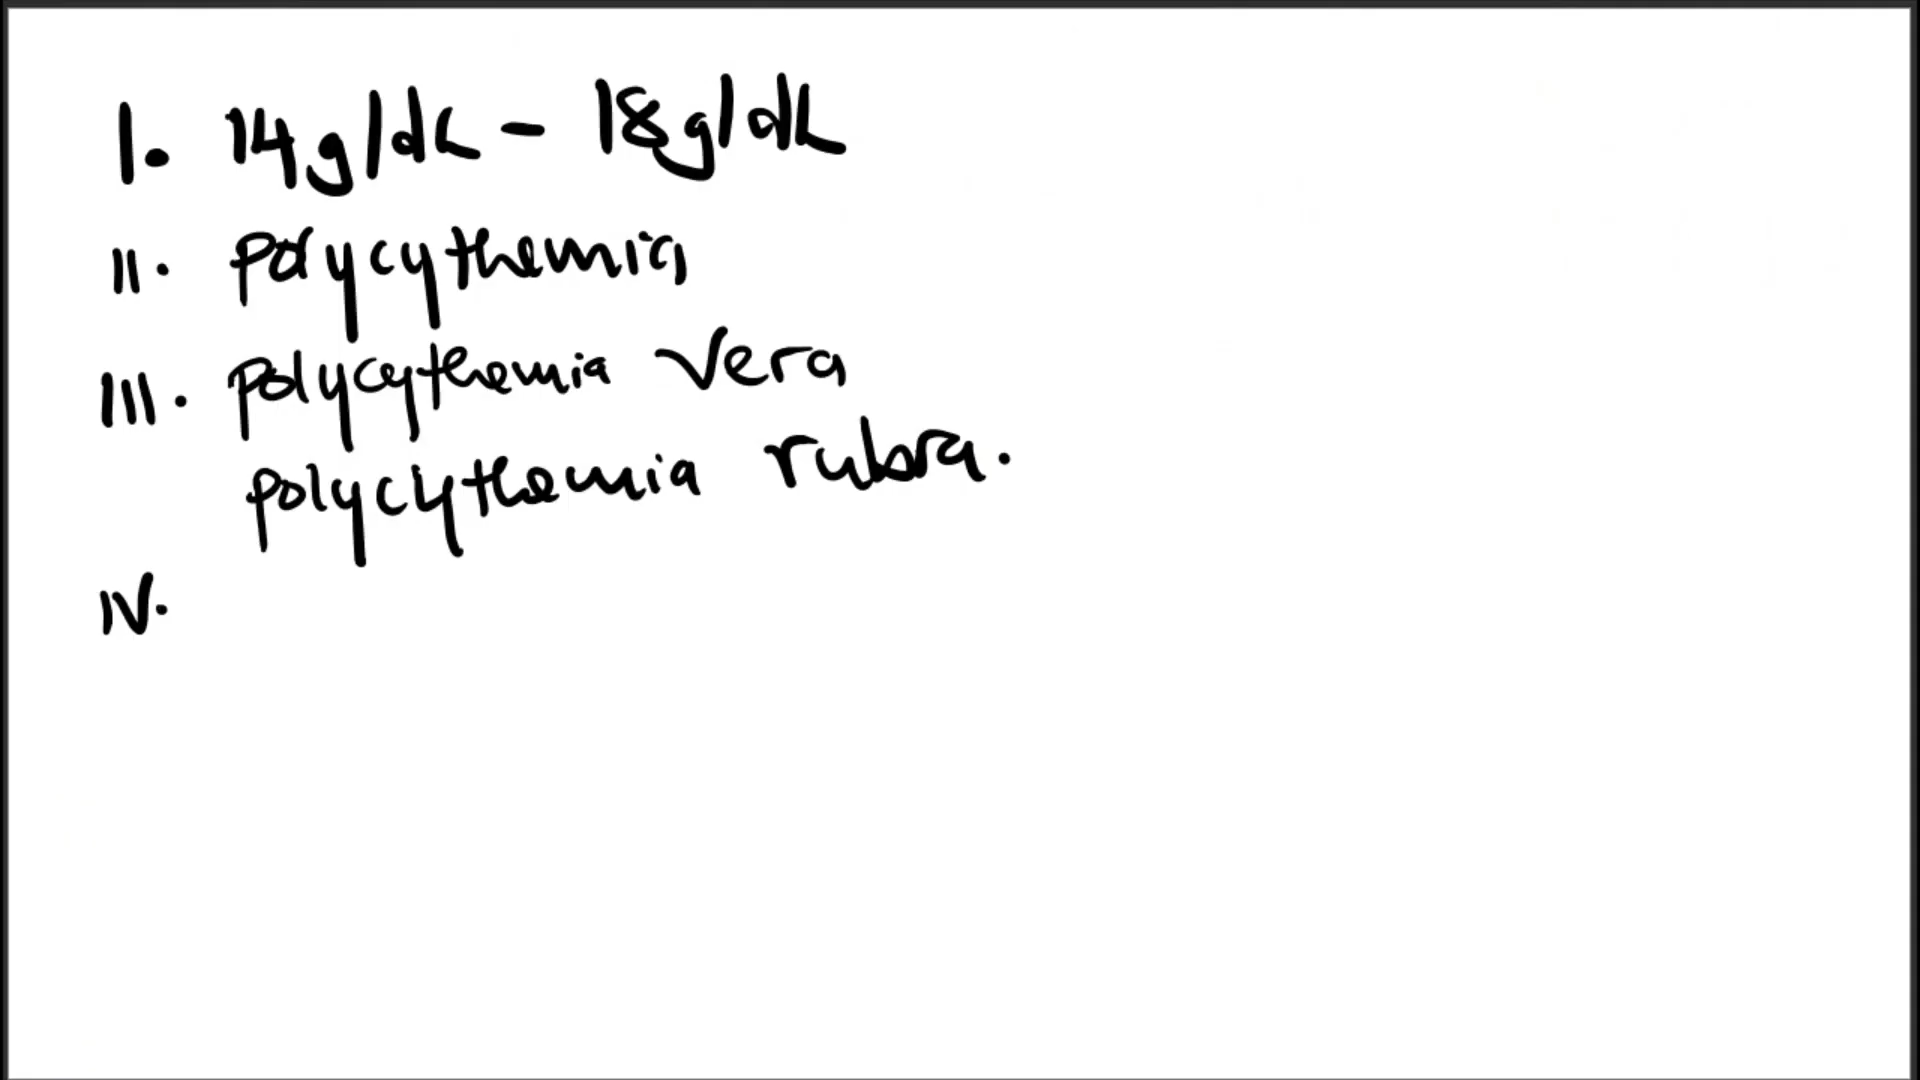 I. 14g/dL - 18g/dL
II. polycythemia
III. polycythemia vera
polycythemia rubra.
IV.